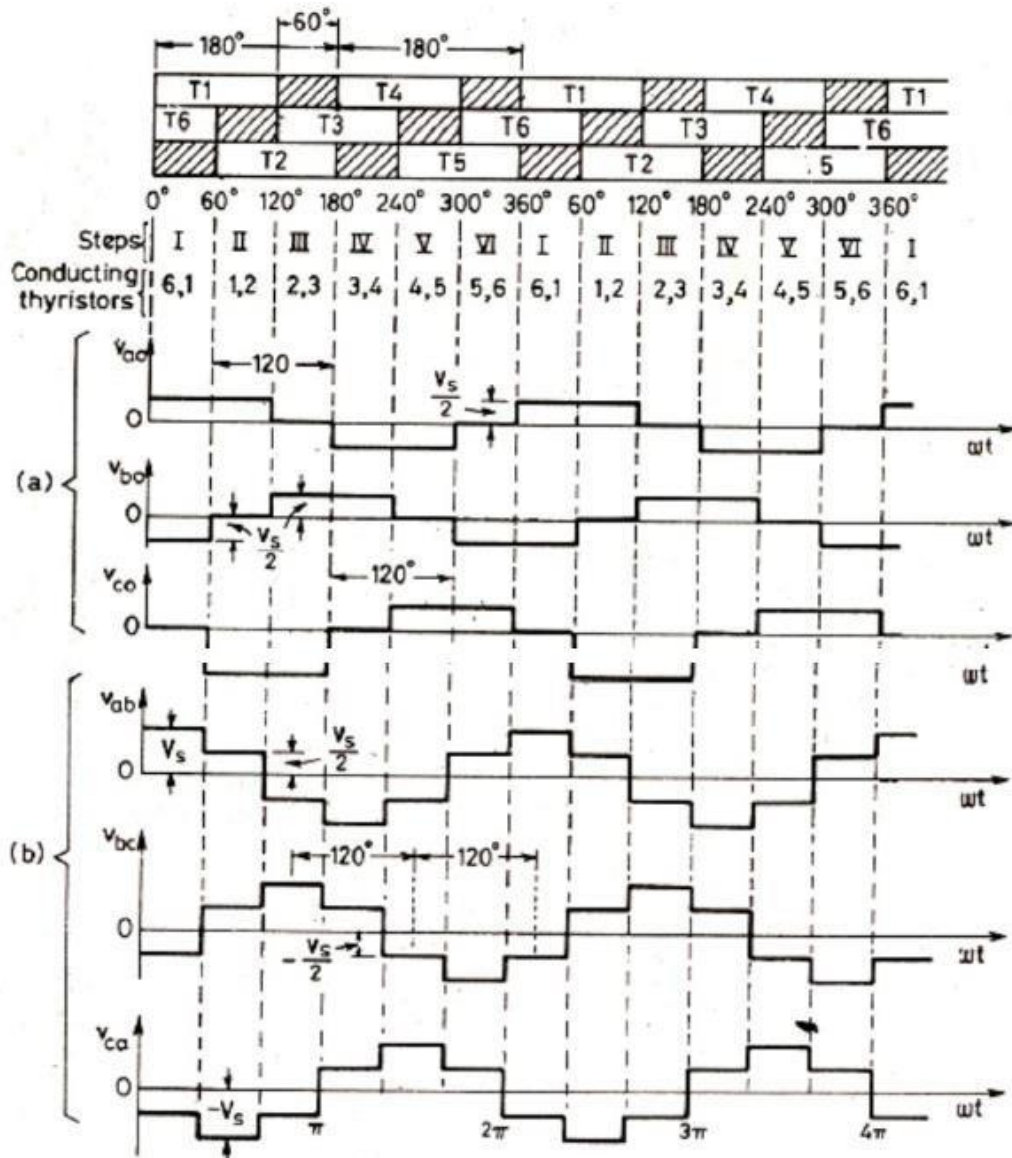 60°
180° 180°
T1 T4 T1 T4 T1
T6 T3 T6 T3 T6
T2 T5 T2 5
0° 60° 120° 180° 240° 300° 360° 60° 120° 180° 240° 300° 360°
Steps I II III IV V VI I II III IV V VI I
Conducting thyristors 6,1 1,2 2,3 3,4 4,5 5,6 6,1 1,2 2,3 3,4 4,5 5,6 6,1
(a)
vao
120
Vs/2
0
ωt
vbo
0
Vs/2
ωt
120°
vco
0
ωt
(b)
vab
Vs
Vs/2
0
ωt
vbc
120° 120°
0
-Vs/2
ωt
vca
0
-Vs
ωt
π 2π 3π 4π